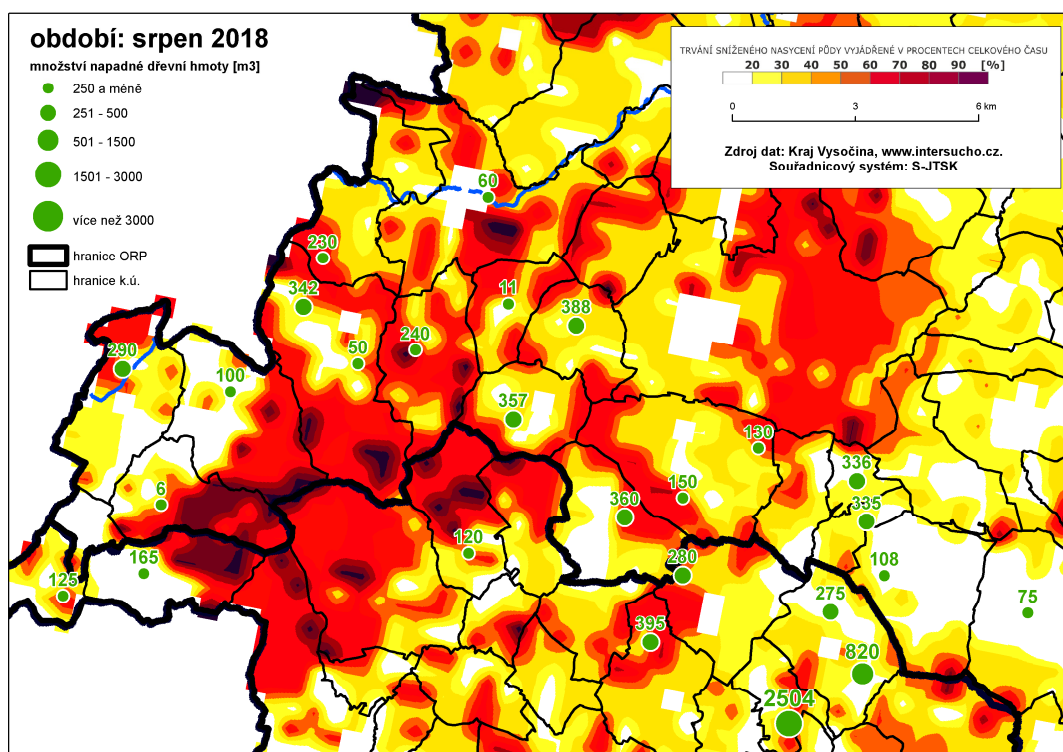 období: srpen 2018
množství napadné dřevní hmoty [m3]
250 a méně
251 - 500
501 - 1500
1501 - 3000
více než 3000
hranice ORP
hranice k.ú.
TRVÁNÍ SNÍŽENÉHO NASYCENÍ PŮDY VYJÁDŘENÉ V PROCENTECH CELKOVÉHO ČASU
20 30 40 50 60 70 80 90 [%]
0 3 6 km
Zdroj dat: Kraj Vysočina, www.intersucho.cz.
Souřadnicový systém: S-JTSK
60
230
342
11
388
240
50
290
100
357
130
336
150
6
360
335
120
280
165
108
125
275
75
395
820
2504